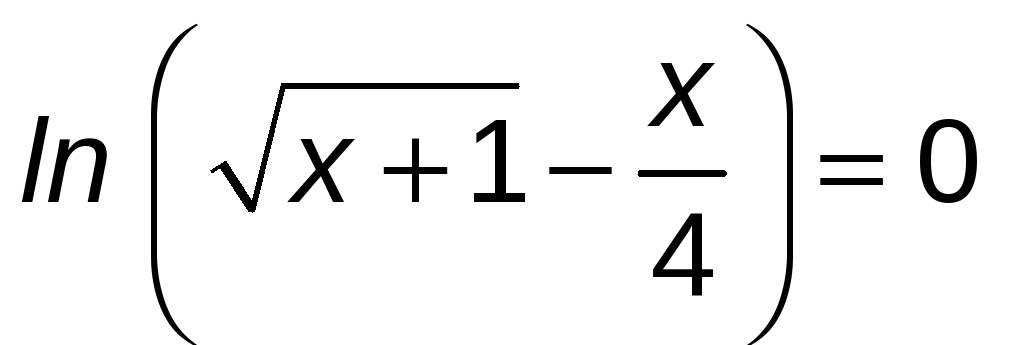 ln (√(x+1) − x/4) = 0